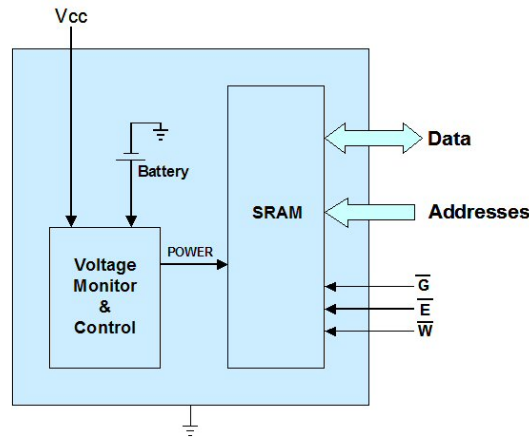 Vcc
Battery
Data
SRAM
Addresses
POWER
Voltage
Monitor
&
Control
G̅
E̅
W̅